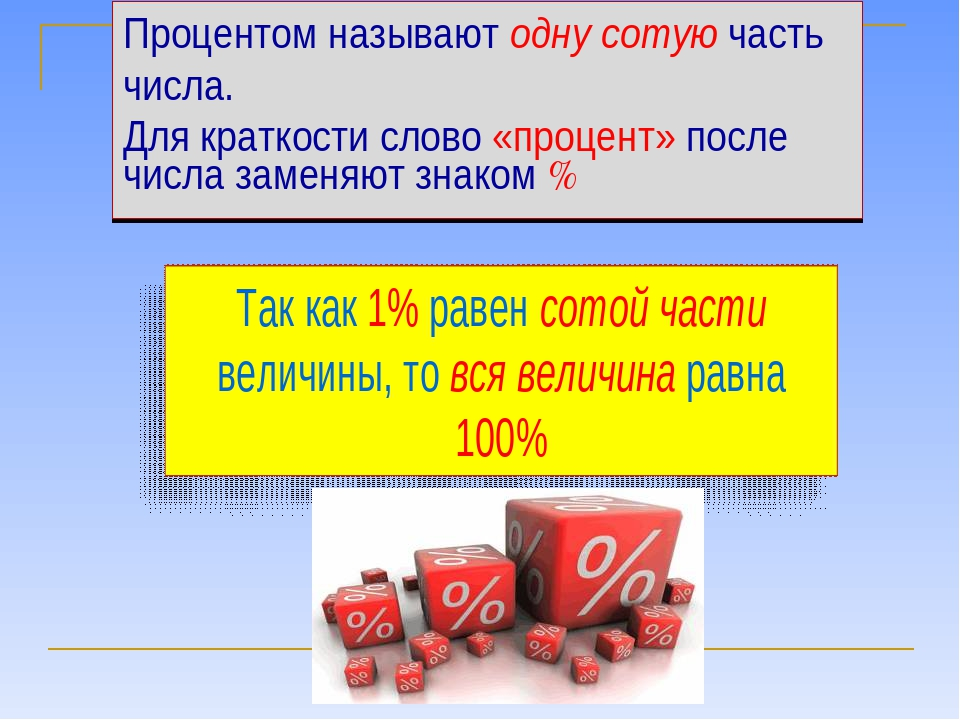 Процентом называют одну сотую часть
числа.
Для краткости слово «процент» после
числа заменяют знаком %
Так как 1% равен сотой части
величины, то вся величина равна
100%
% % %